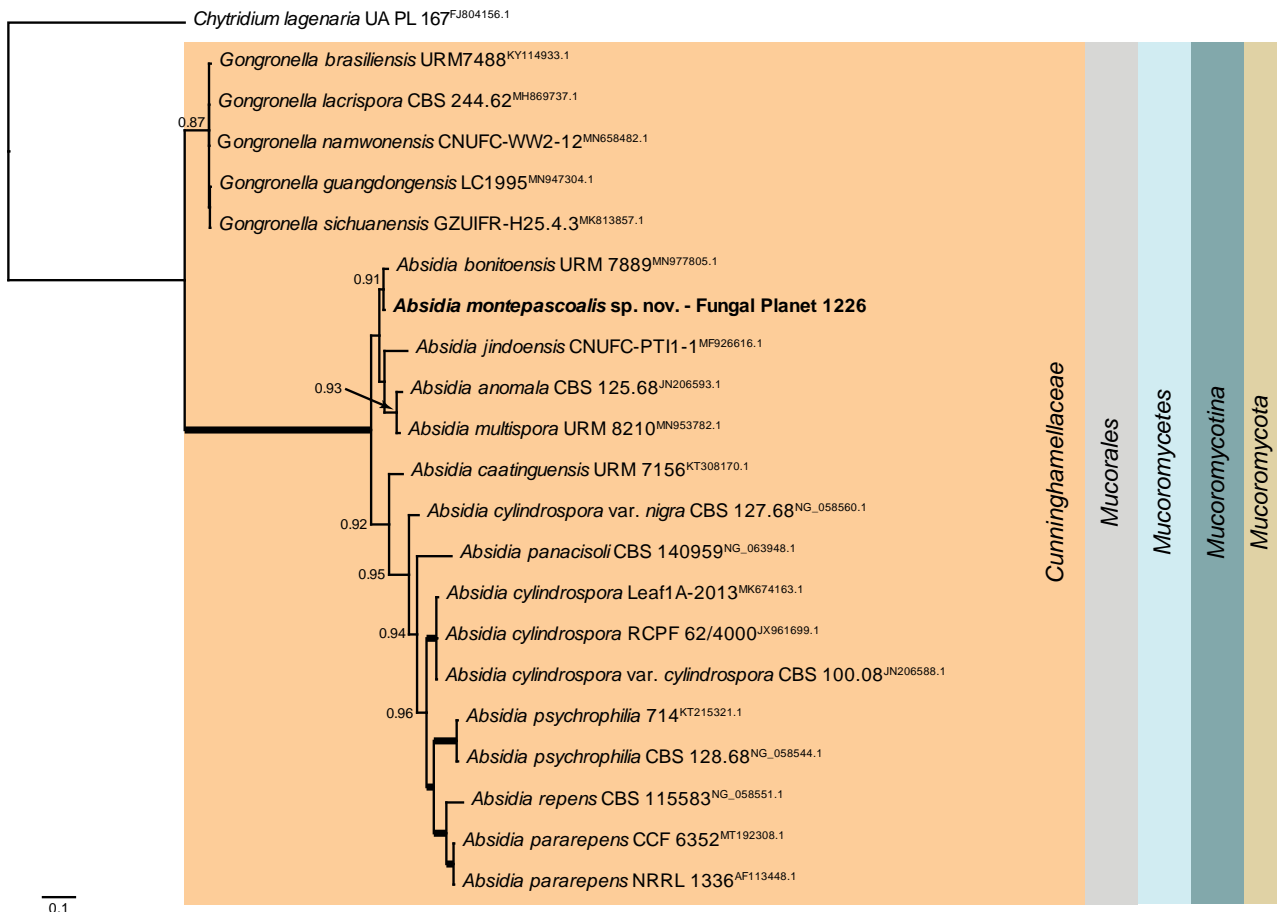 Chytridium lagenaria UA PL 167FJ804156.1
Gongronella brasiliensis URM7488KY114933.1
Gongronella lacrispora CBS 244.62MH869737.1
0.87
Gongronella namwonensis CNUFC-WW2-12MN658482.1
Gongronella guangdongensis LC1995MN947304.1
Gongronella sichuanensis GZUIFR-H25.4.3MK813857.1
Absidia bonitoensis URM 7889MN977805.1
0.91
Absidia montepascoalis sp. nov. - Fungal Planet 1226
Absidia jindoensis CNUFC-PTI1-1MF926616.1
0.93
Absidia anomala CBS 125.68JN206593.1
Absidia multispora URM 8210MN953782.1
Absidia caatinguensis URM 7156KT308170.1
0.92
Absidia cylindrospora var. nigra CBS 127.68NG_058560.1
Absidia panacisoli CBS 140959NG_063948.1
0.95
Absidia cylindrospora Leaf1A-2013MK674163.1
0.94
Absidia cylindrospora RCPF 62/4000JX961699.1
Absidia cylindrospora var. cylindrospora CBS 100.08JN206588.1
0.96
Absidia psychrophilia 714KT215321.1
Absidia psychrophilia CBS 128.68NG_058544.1
Absidia repens CBS 115583NG_058551.1
Absidia pararepens CCF 6352MT192308.1
Absidia pararepens NRRL 1336AF113448.1
0.1
Cunninghamellaceae
Mucorales
Mucoromycetes
Mucoromycotina
Mucoromycota